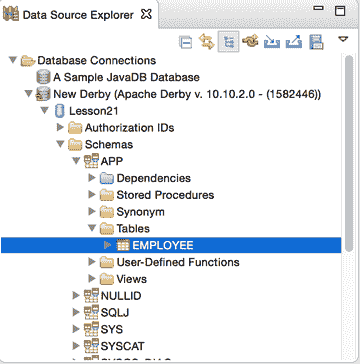 Data Source Explorer
Database Connections
A Sample JavaDB Database
New Derby (Apache Derby v. 10.10.2.0 - (1582446))
Lesson21
Authorization IDs
Schemas
APP
Dependencies
Stored Procedures
Synonym
Tables
EMPLOYEE
User-Defined Functions
Views
NULLID
SQLJ
SYS
SYSCAT